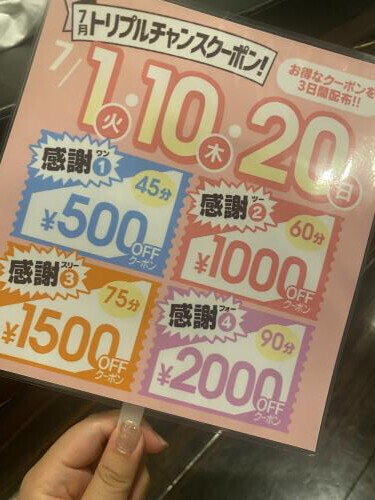 7月トリプルチャンスクーポン!
お得なクーポンを
3日間配布!!
7/1火・10木・20日
感謝ワン1
45分
¥500OFF
クーポン
感謝ツー2
60分
¥1000OFF
クーポン
感謝スリー3
75分
¥1500OFF
クーポン
感謝フォー4
90分
¥2000OFF
クーポン